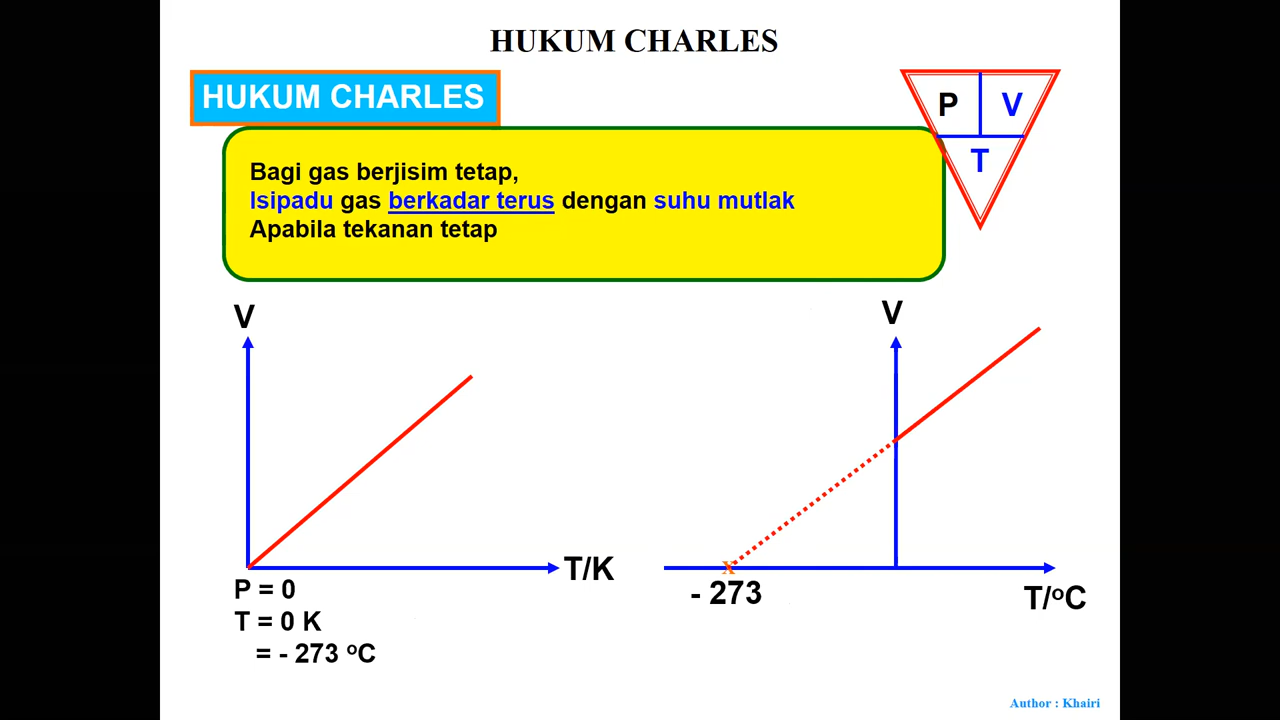 HUKUM CHARLES
HUKUM CHARLES
P V
T
Bagi gas berjisim tetap,
Isipadu gas berkadar terus dengan suhu mutlak
Apabila tekanan tetap
V
T/K
P = 0
T = 0 K
= - 273 ºC
V
- 273
T/ºC
Author : Khairi